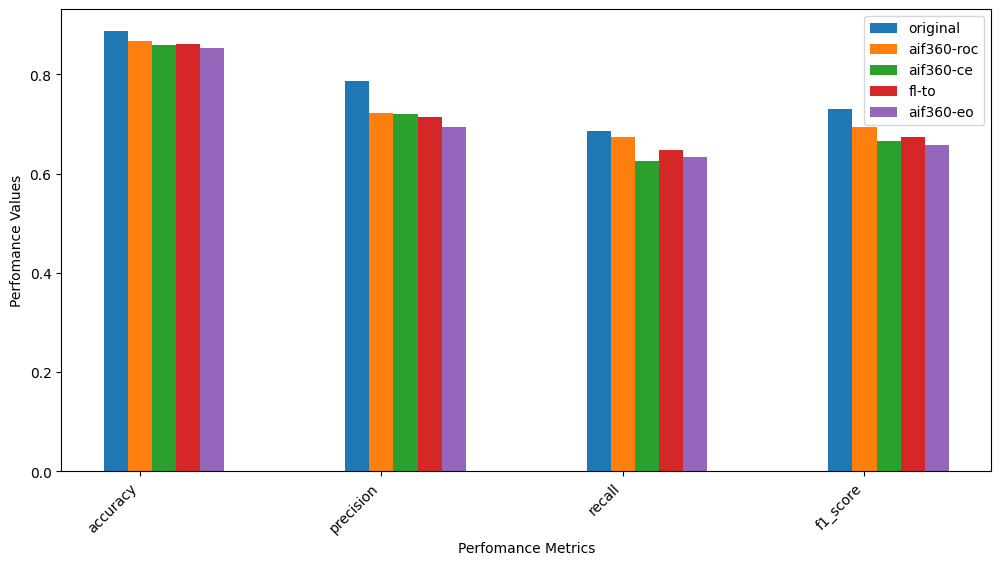 original
aif360-roc
aif360-ce
fl-to
aif360-eo
Perfomance Values
0.8
0.6
0.4
0.2
0.0
accuracy
precision
recall
f1_score
Perfomance Metrics